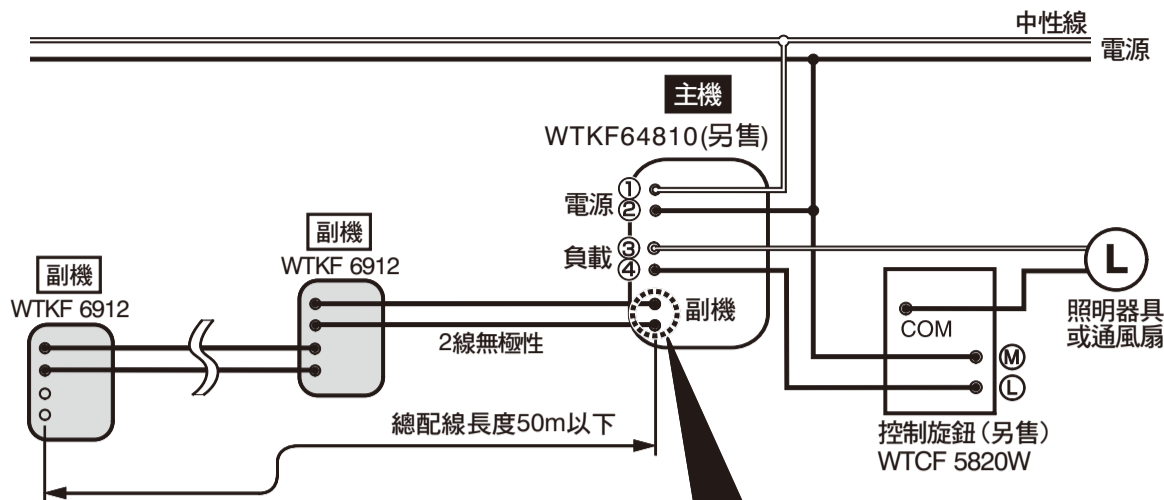 中性線
電源
主機
WTKF64810(另售)
電源
①
②
負載
③
④
副機
副機
WTKF 6912
副機
WTKF 6912
2線無極性
總配線長度50m以下
L
照明器具
或通風扇
COM
Ⓜ
Ⓛ
控制旋鈕(另售)
WTCF 5820W